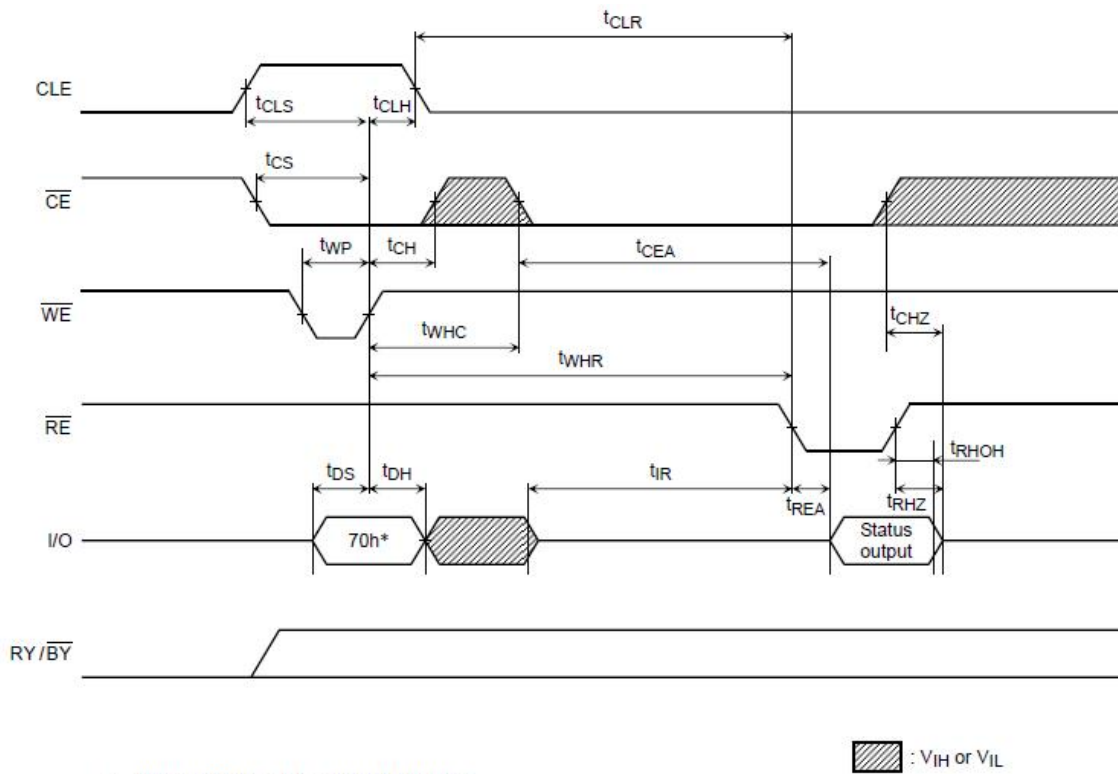 tCLR
CLE
tCLS
tCLH
tCS
CE
tWP
tCH
tCEA
WE
tCHZ
tWHC
tWHR
RE
tRHOH
tDS
tDH
tIR
tREA
tRHZ
I/O
70h*
Status
output
RY/BY
: VIH or VIL